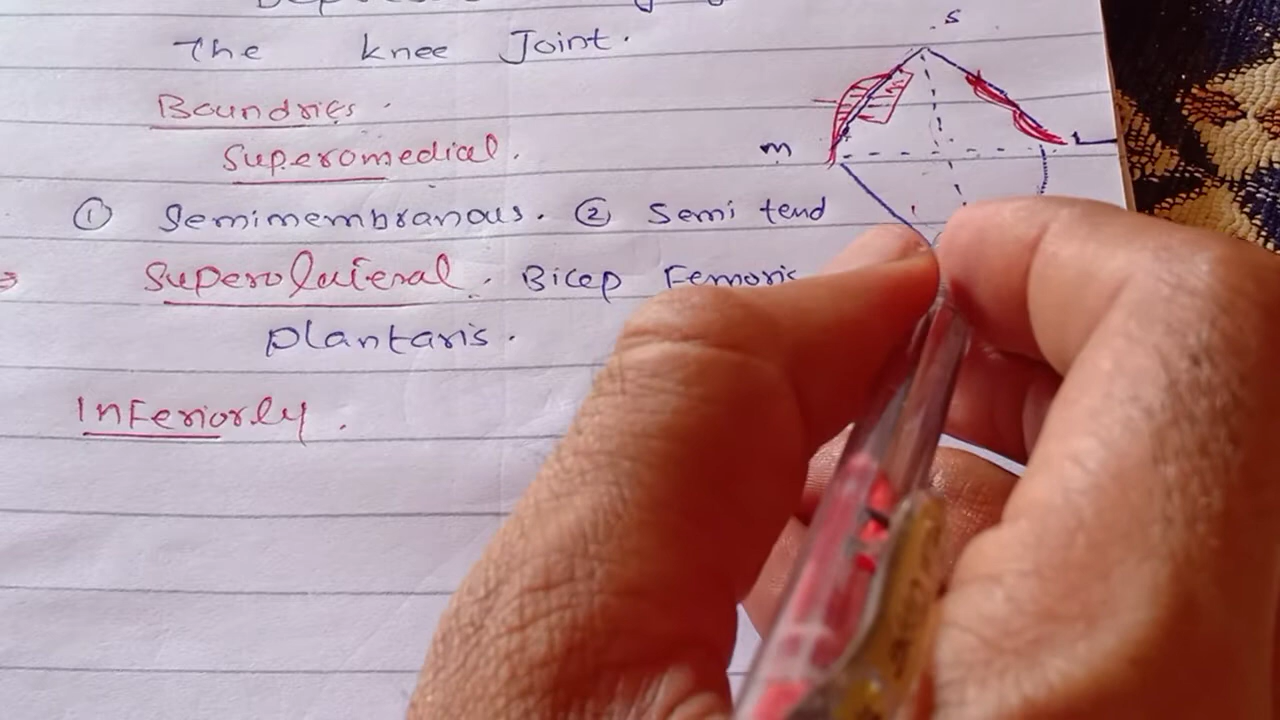 The knee Joint.
S
Boundries.
Superomedial.
m
L
① Semimembranous. ② Semi tend
Superolateral. Bicep Femoris
plantaris.
Inferiorly.